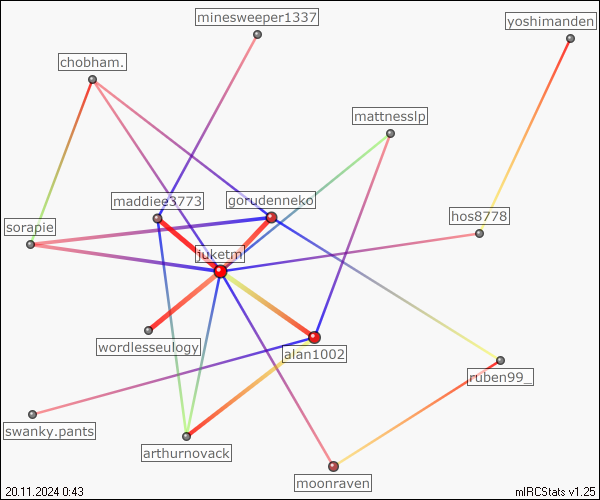 minesweeper1337
yoshimanden
chobham.
mattnesslp
maddiee3773
gorudenneko
sorapie
hos8778
juketm
wordlesseulogy
alan1002
ruben99_
swanky.pants
arthurnovack
moonraven
20.11.2024 0:43
mIRCStats v1.25